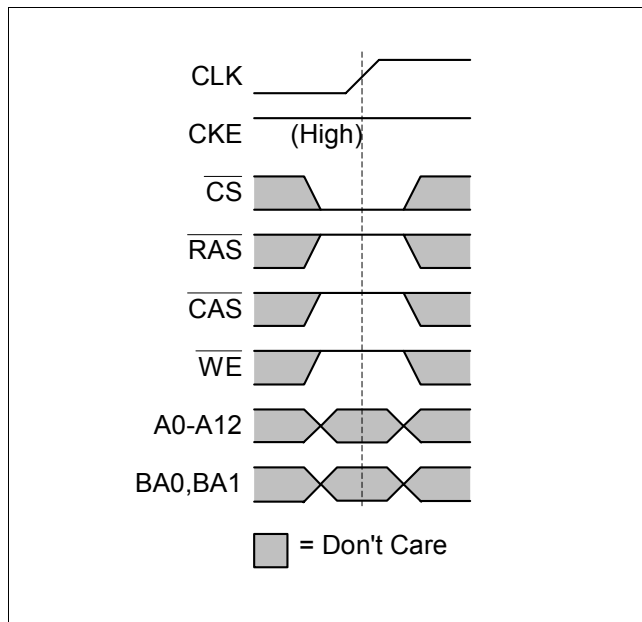 CLK
CKE (High)
CS
RAS
CAS
WE
A0-A12
BA0,BA1
= Don't Care